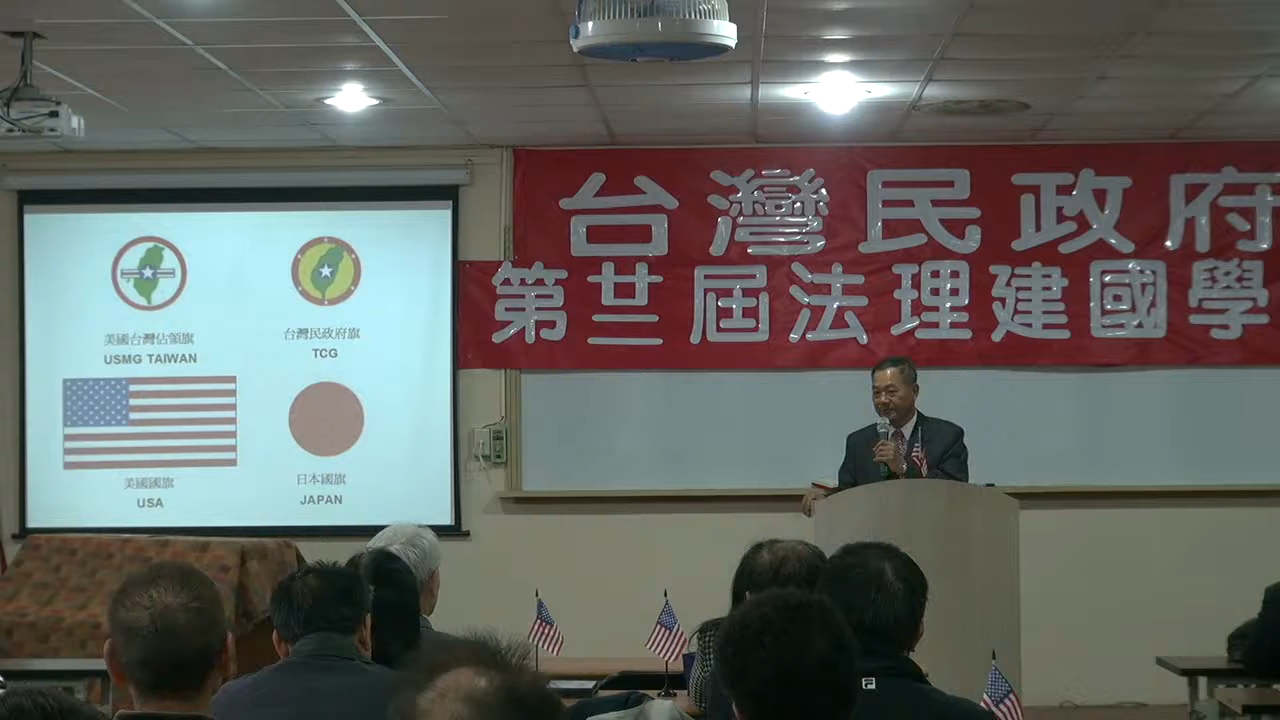 台灣民政府
第廿二屆法理建國學
美國台灣佔領旗
USMG TAIWAN
台灣民政府旗
TCG
美國國旗
USA
日本國旗
JAPAN
FILA